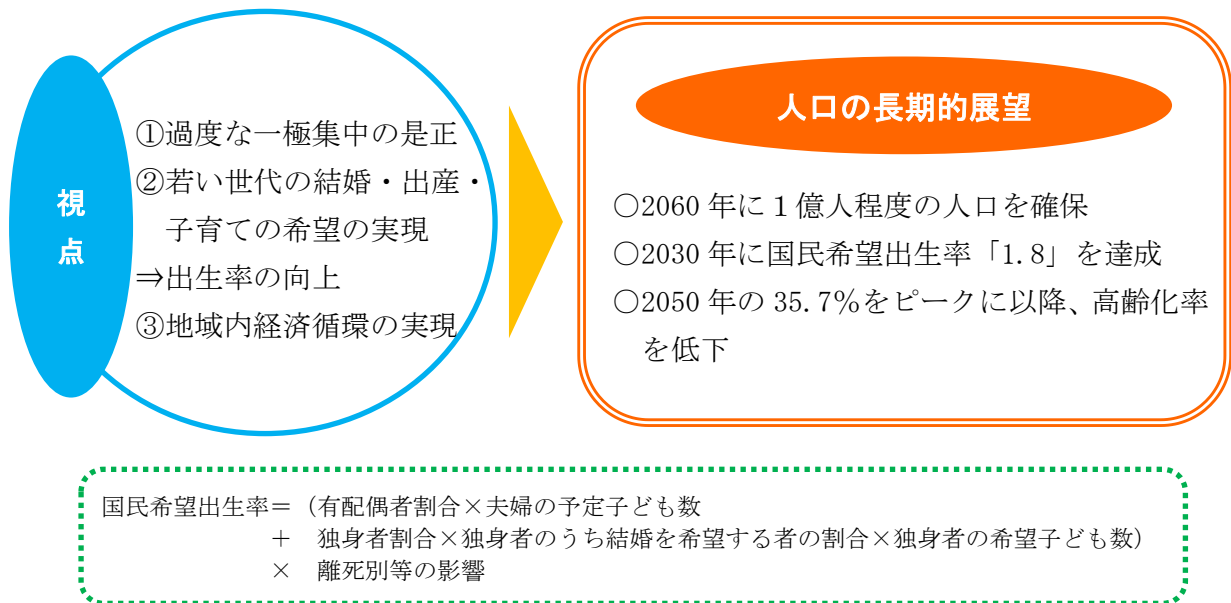 視点
①過度な一極集中の是正
②若い世代の結婚・出産・
子育ての希望の実現
⇒出生率の向上
③地域内経済循環の実現
人口の長期的展望
○2060 年に１億人程度の人口を確保
○2030 年に国民希望出生率「1.8」を達成
○2050 年の 35.7％をピークに以降、高齢化率
を低下
国民希望出生率＝（有配偶者割合×夫婦の予定子ども数
＋　独身者割合×独身者のうち結婚を希望する者の割合×独身者の希望子ども数）
×　離死別等の影響